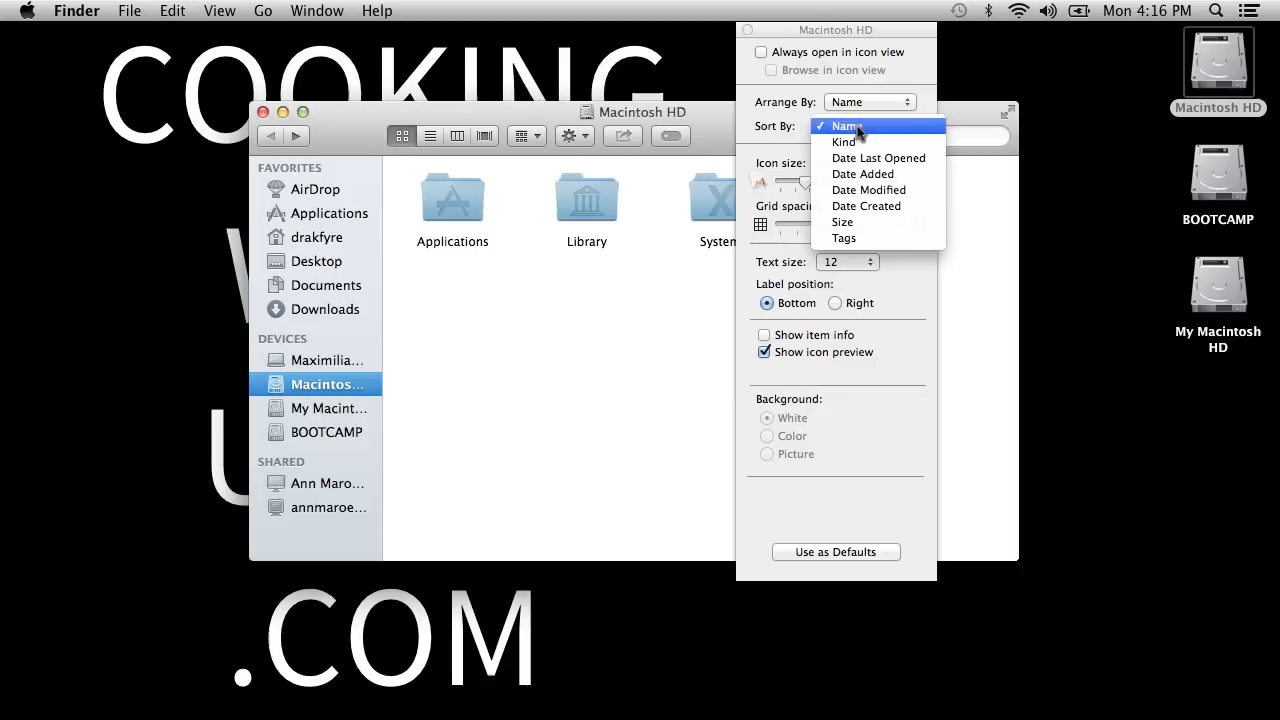 Finder File Edit View Go Window Help
Mon 4:16 PM
COOKING
.COM
Macintosh HD
FAVORITES
AirDrop
Applications
drakfyre
Desktop
Documents
Downloads
DEVICES
Maximilia...
Macintos...
My Macint...
BOOTCAMP
SHARED
Ann Maro...
annmaroe...
Applications
Library
System
Macintosh HD
Always open in icon view
Browse in icon view
Arrange By: Name
Sort By:
Name
Kind
Date Last Opened
Date Added
Date Modified
Date Created
Size
Tags
Icon size:
Text size: 12
Label position:
Bottom Right
Show item info
Show icon preview
Background:
White
Color
Picture
Use as Defaults
Macintosh HD
BOOTCAMP
My Macintosh
HD